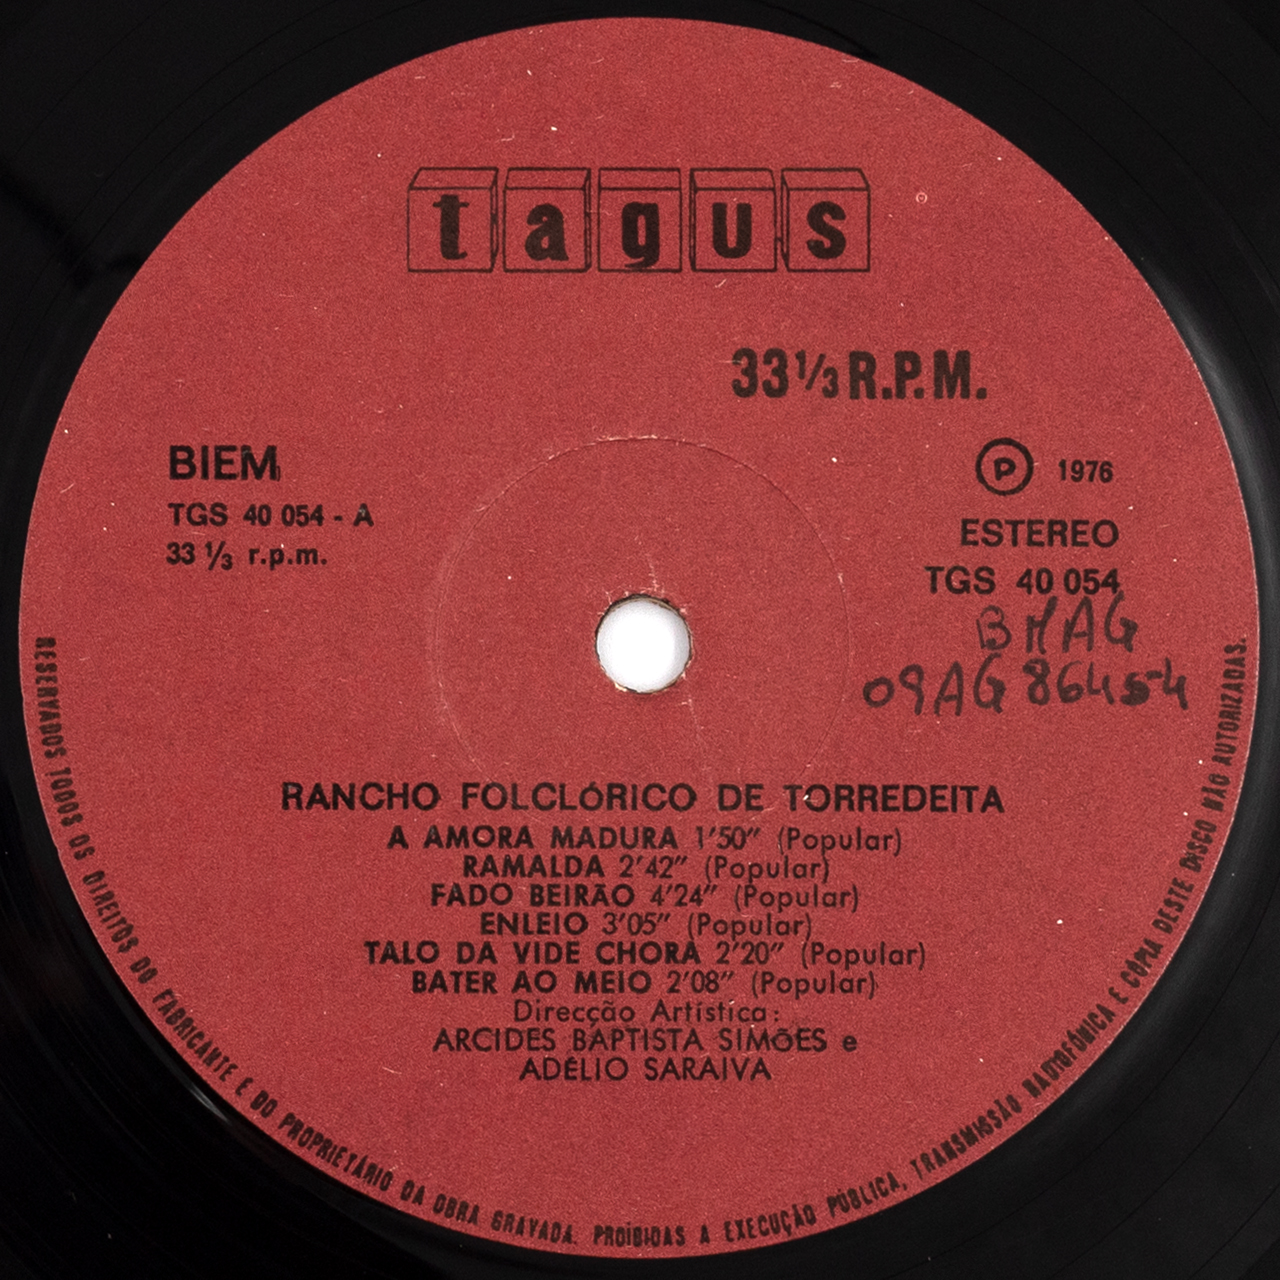 tagus
33⅓ R.P.M.
BIEM
TGS 40 054 - A
33 ⅓ r.p.m.
Ⓟ 1976
ESTEREO
TGS 40 054
BMAG
09AG8645-4
RANCHO FOLCLÓRICO DE TORREDEITA
A AMORA MADURA 1'50" (Popular)
RAMALDA 2'42" (Popular)
FADO BEIRÃO 4'24" (Popular)
ENLEIO 3'05" (Popular)
TALO DA VIDE CHORA 2'20" (Popular)
BATER AO MEIO 2'08" (Popular)
Direcção Artística:
ARCIDES BAPTISTA SIMÕES e
ADÉLIO SARAIVA
RESERVADOS TODOS OS DIREITOS DO FABRICANTE E DO PROPRIETÁRIO DA OBRA GRAVADA. PROIBIDAS A EXECUÇÃO PÚBLICA, TRANSMISSÃO RADIOFÓNICA E CÓPIA DESTE DISCO NÃO AUTORIZADAS.